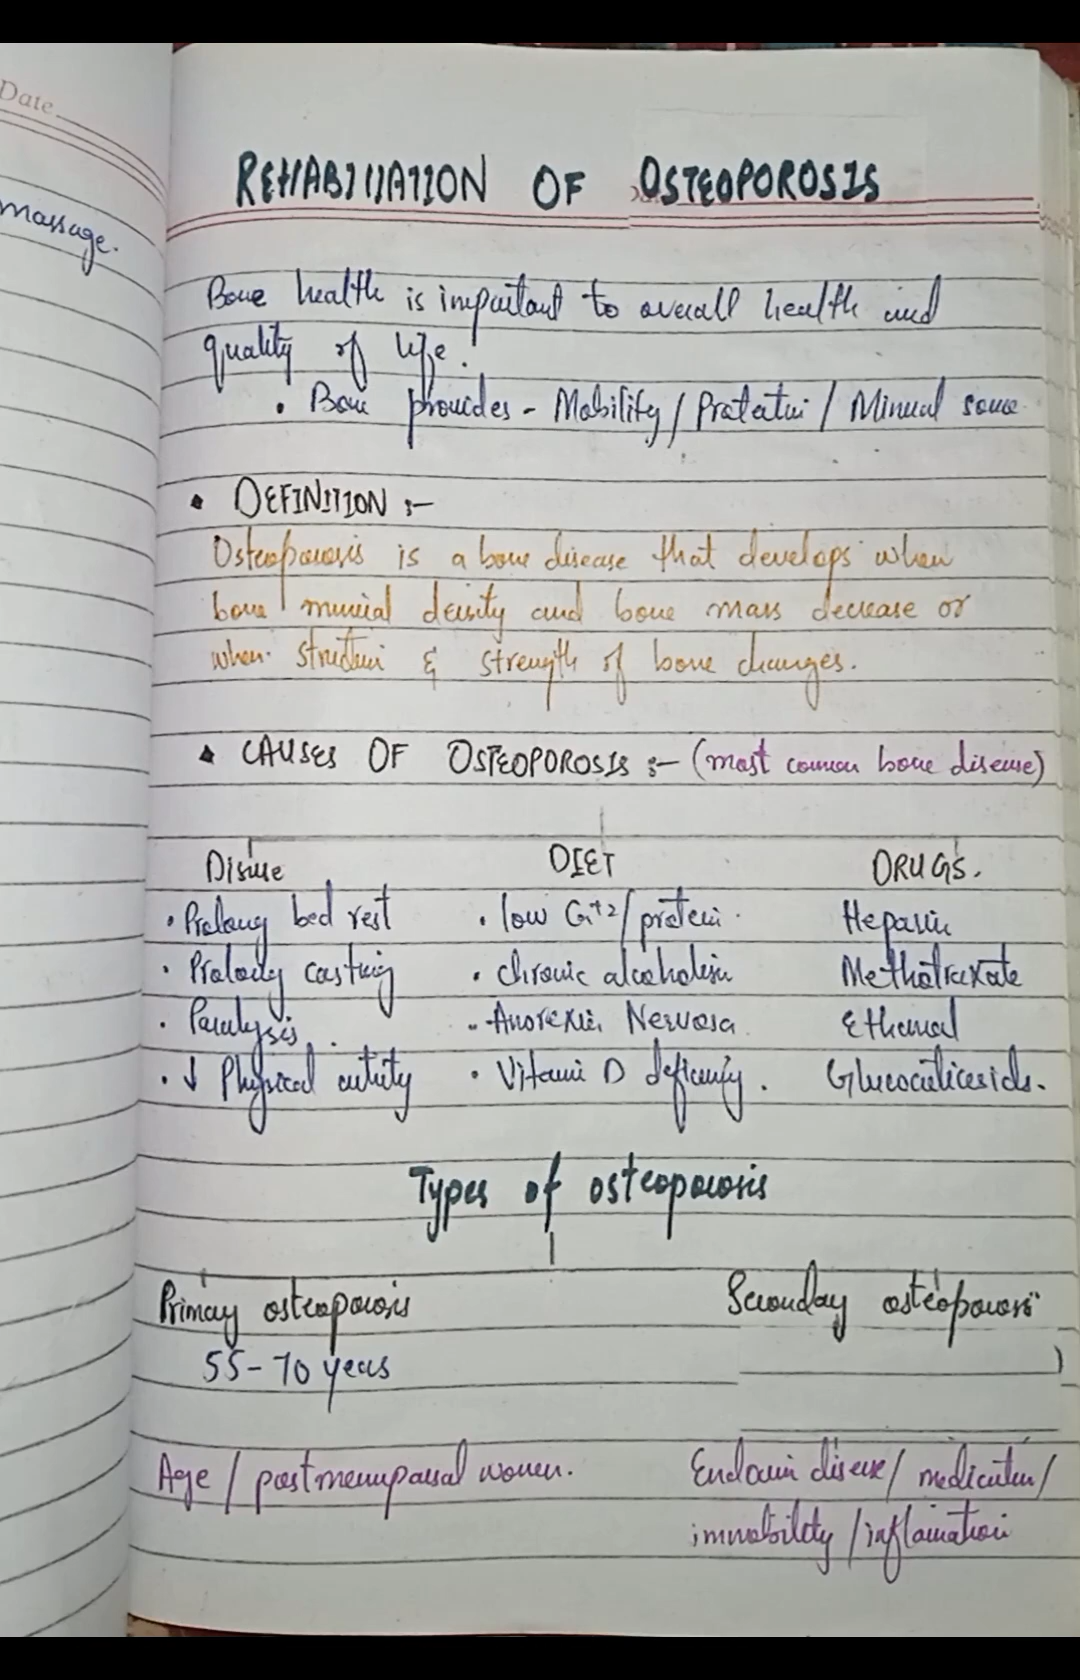 Date
massage.
REHABILITATION OF OSTEOPOROSIS
Bone health is important to overall health and
quality of life.
• Bone provides - Mobility / Protection / Mineral source
• DEFINITION :-
Osteoporosis is a bone disease that develops when
bone mineral density and bone mass decrease or
when structure & strength of bone changes.
▲ CAUSES OF OSTEOPOROSIS :- (most common bone disease)
Disuse DIET DRUGS.
• Prolong bed rest • low Ca+2 / protein. Heparin
• Prolong casting • Chronic alcoholism Methotrexate
• Paralysis. • Anorexia Nervosa. Ethanol
• ↓ Physical activity • Vitamin D deficiency. Glucocorticosids.
Types of osteoporosis
Primary osteoporosis Secondary osteoporosis
55-70 years
Age / postmenopausal women. Endocrine disease / medication /
immobility / inflammation